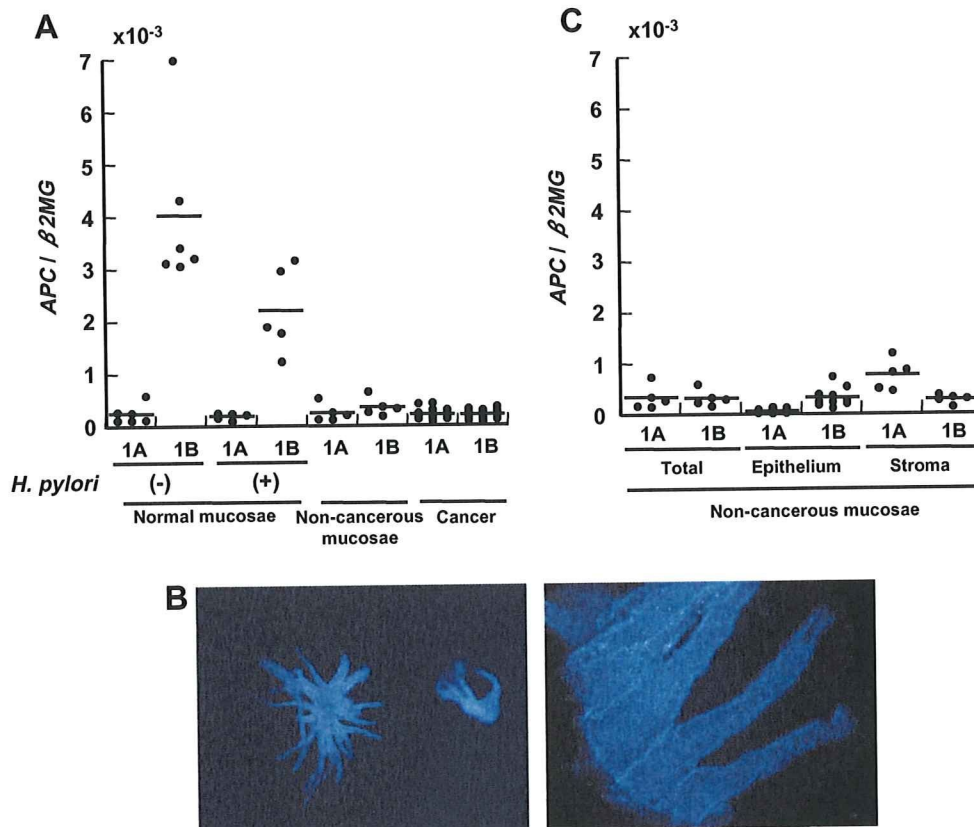 A
x10-3
7
6
5
4
3
2
1
0
APC / β2MG
1A 1B 1A 1B 1A 1B 1A 1B
H. pylori (-) (+)
Normal mucosae Non-cancerous mucosae Cancer
C
x10-3
7
6
5
4
3
2
1
0
APC / β2MG
1A 1B 1A 1B 1A 1B
Total Epithelium Stroma
Non-cancerous mucosae
B